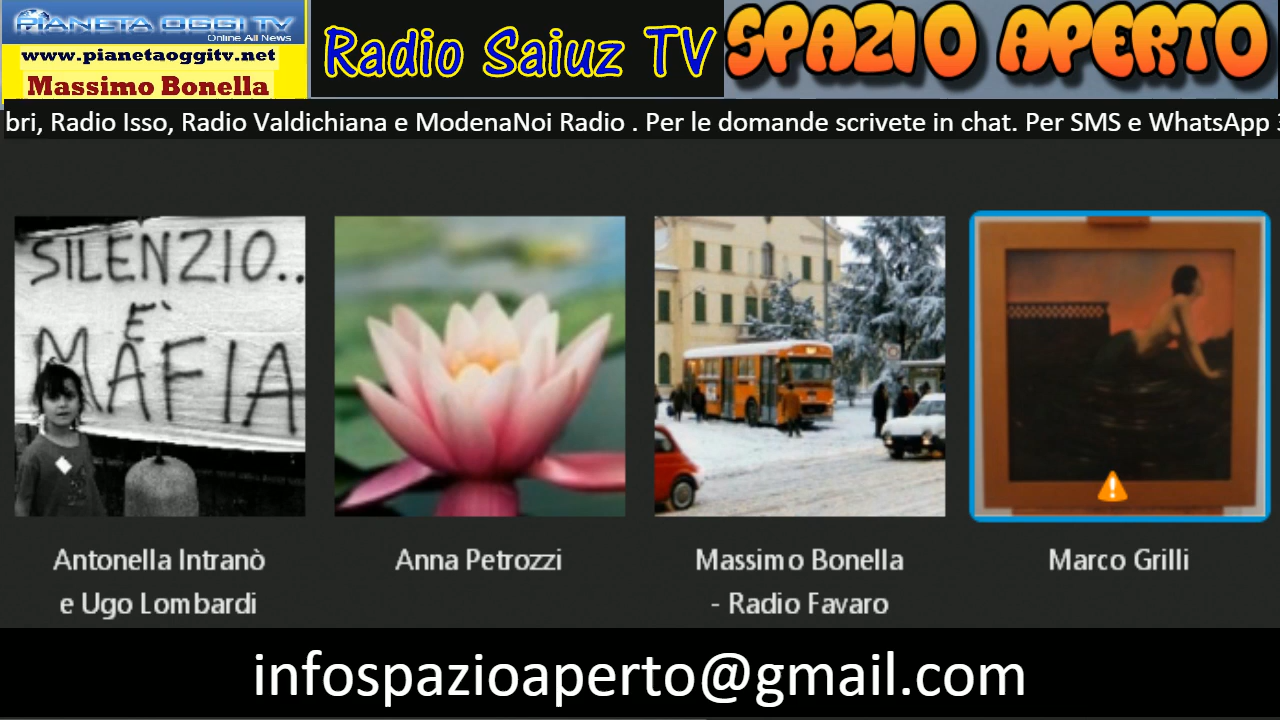 PIANETA OGGI TV
Online All News
www.pianetaoggitv.net
Massimo Bonella
Radio Saiuz TV
SPAZIO APERTO
bri, Radio Isso, Radio Valdichiana e ModenaNoi Radio . Per le domande scrivete in chat. Per SMS e WhatsApp
SILENZIO..
E'
MAFIA
Antonella Intranò
e Ugo Lombardi
Anna Petrozzi
Massimo Bonella
- Radio Favaro
Marco Grilli
infospazioaperto@gmail.com